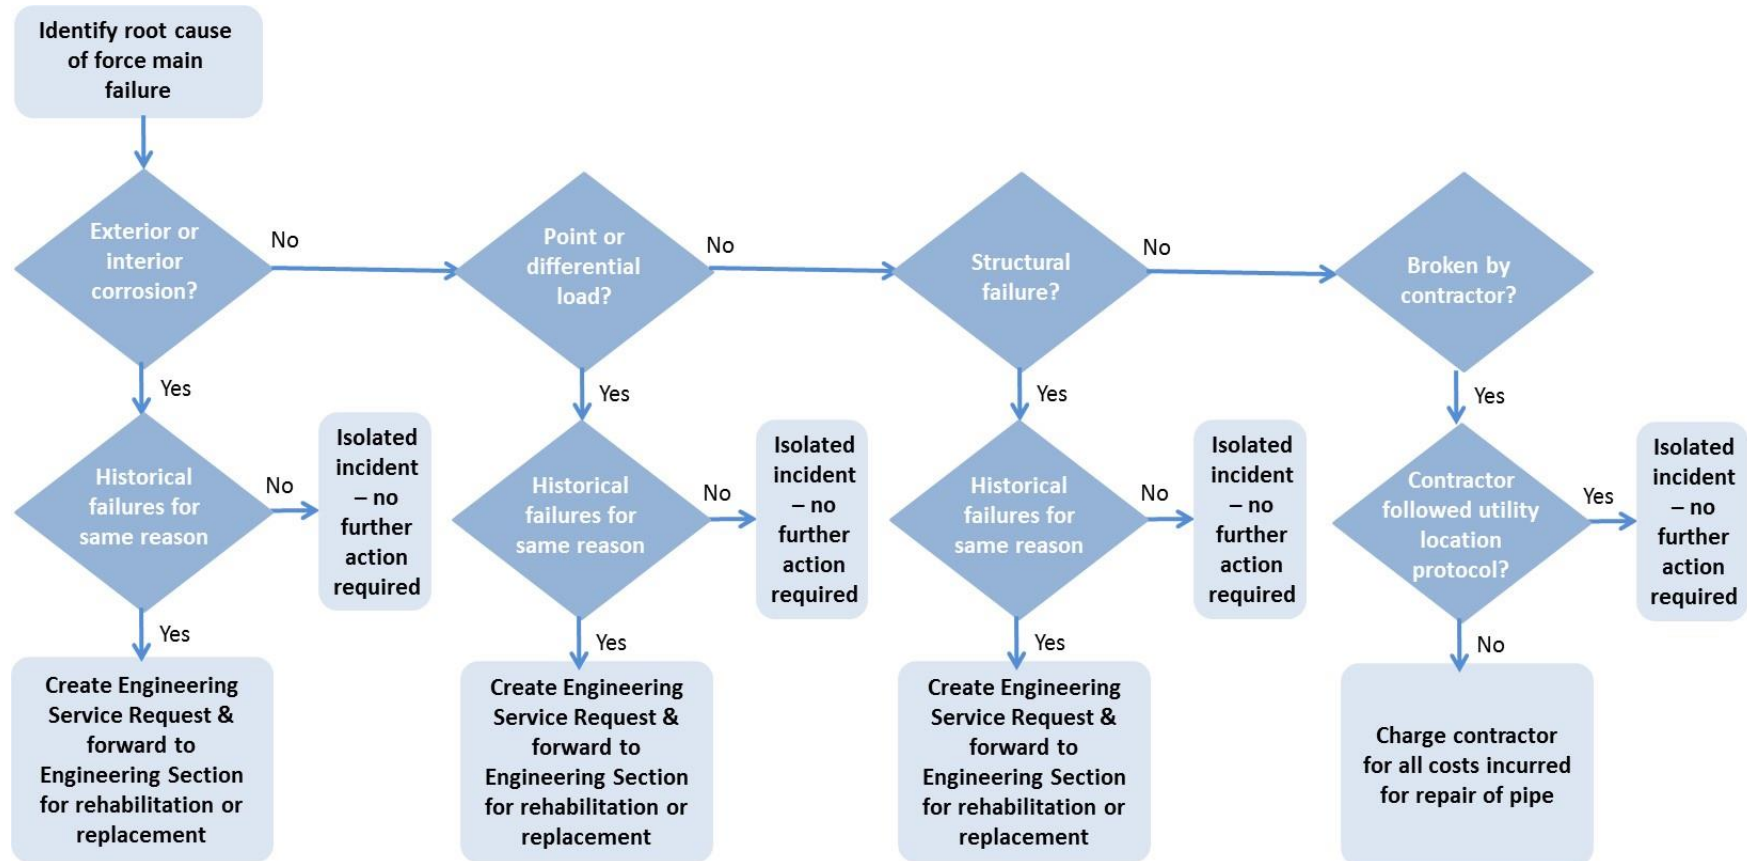 Identify root cause
of force main
failure
Exterior or
interior
corrosion?
No
Point or
differential
load?
No
Structural
failure?
No
Broken by
contractor?
Yes
Yes
Yes
Yes
Historical
failures for
same reason
No
Isolated
incident
– no
further
action
required
Historical
failures for
same reason
No
Isolated
incident
– no
further
action
required
Historical
failures for
same reason
No
Isolated
incident
– no
further
action
required
Contractor
followed utility
location
protocol?
Yes
Isolated
incident
– no
further
action
required
Yes
Yes
Yes
No
Create Engineering
Service Request &
forward to
Engineering Section
for rehabilitation or
replacement
Create Engineering
Service Request &
forward to
Engineering Section
for rehabilitation or
replacement
Create Engineering
Service Request &
forward to
Engineering Section
for rehabilitation or
replacement
Charge contractor
for all costs incurred
for repair of pipe